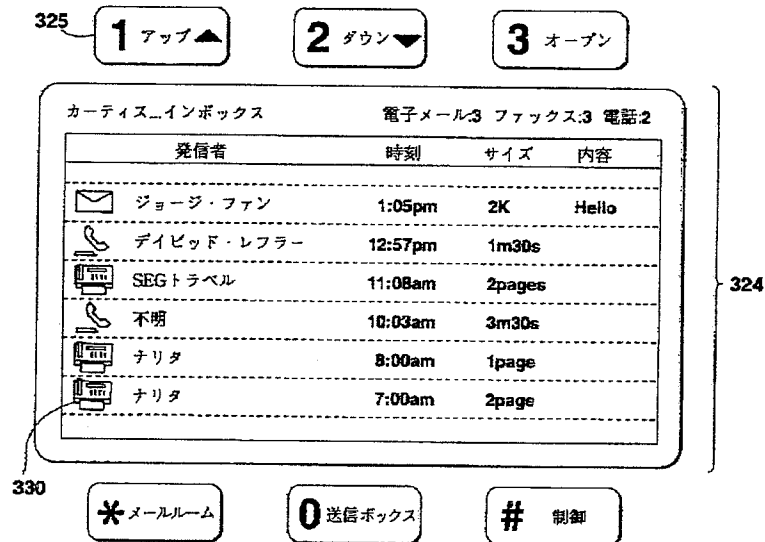 325
1 アップ▲
2 ダウン▼
3 オープン
カーティス_インボックス 電子メール:3 ファックス:3 電話:2
発信者 時刻 サイズ 内容
ジョージ・ファン 1:05pm 2K Hello
デイビッド・レフラー 12:57pm 1m30s
SEGトラベル 11:08am 2pages
324
不明 10:03am 3m30s
ナリタ 8:00am 1page
ナリタ 7:00am 2page
330
* メールルーム
0 送信ボックス
# 制御